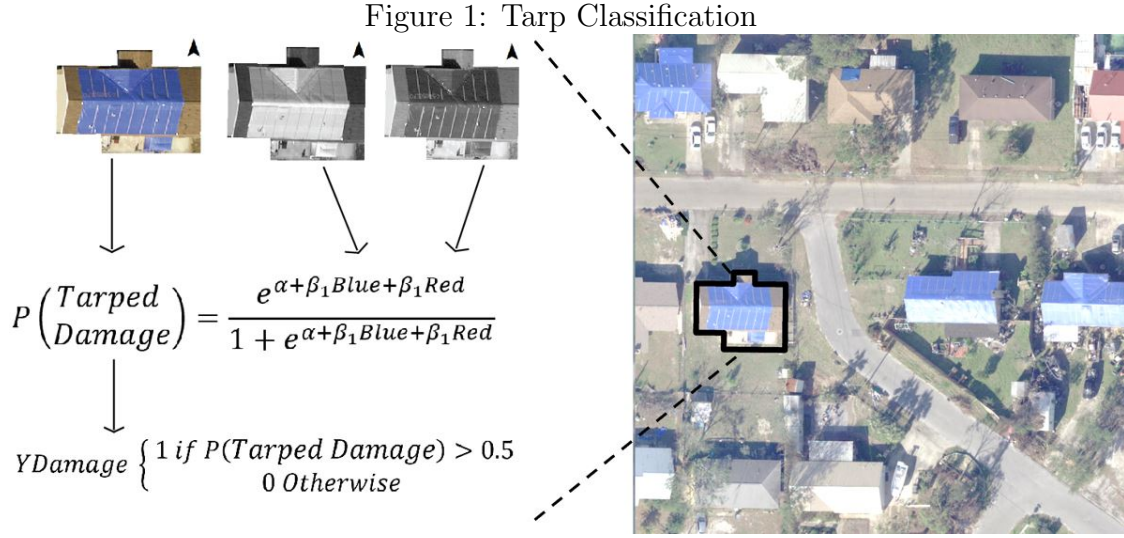 Figure 1: Tarp Classification
P (Tarped Damage) = e^{α+β₁Blue+β₁Red} / 1 + e^{α+β₁Blue+β₁Red}
YDamage { 1 if P(Tarped Damage) > 0.5
0 Otherwise